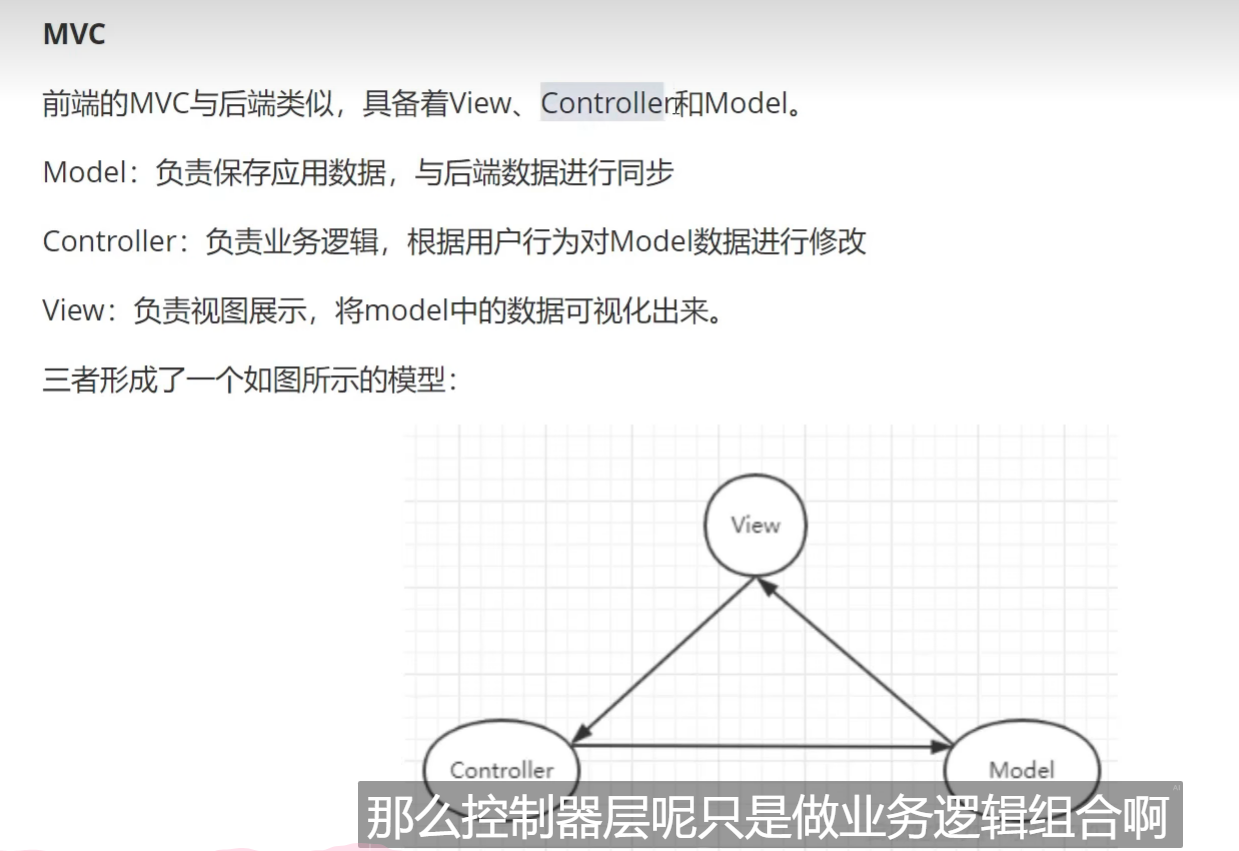 MVC
前端的MVC与后端类似，具备着View、Controller和Model。
Model：负责保存应用数据，与后端数据进行同步
Controller：负责业务逻辑，根据用户行为对Model数据进行修改
View：负责视图展示，将model中的数据可视化出来。
三者形成了一个如图所示的模型：
View
Controller
Model
AI
那么控制器层呢只是做业务逻辑组合啊